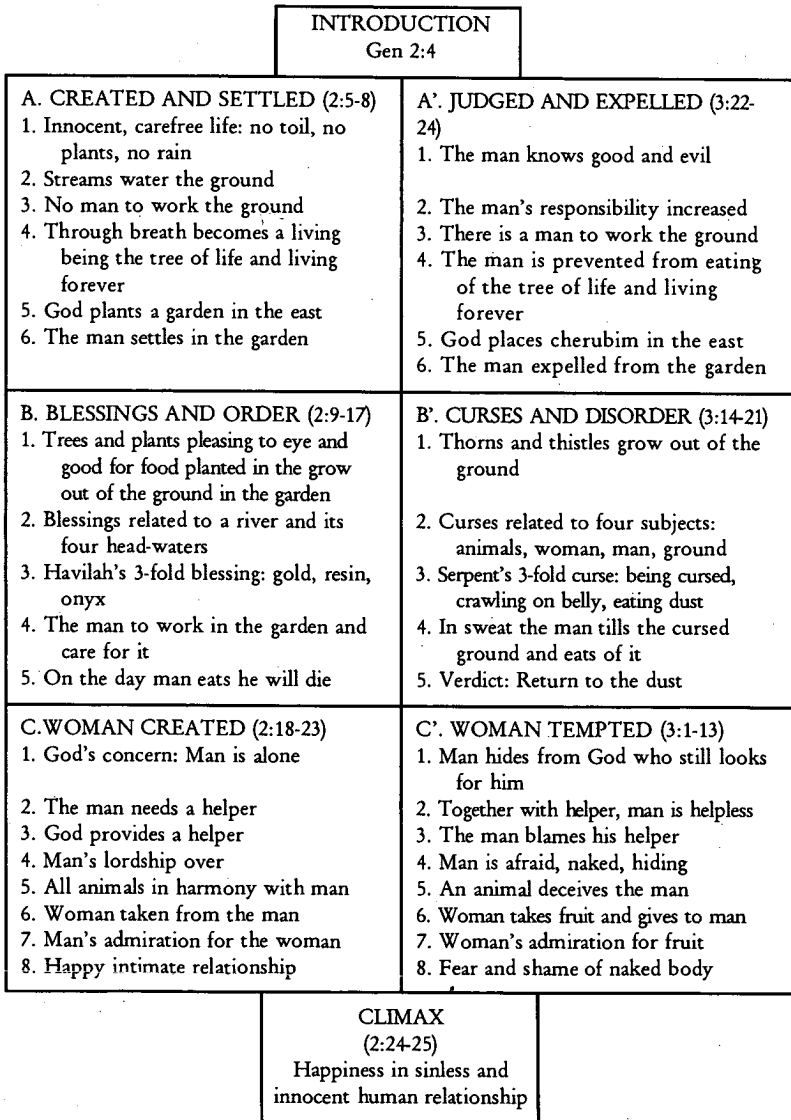 INTRODUCTION
Gen 2:4
A. CREATED AND SETTLED (2:5-8)
1. Innocent, carefree life: no toil, no
plants, no rain
2. Streams water the ground
3. No man to work the ground
4. Through breath becomes a living
being the tree of life and living
forever
5. God plants a garden in the east
6. The man settles in the garden
A'. JUDGED AND EXPELLED (3:22-
24)
1. The man knows good and evil
2. The man's responsibility increased
3. There is a man to work the ground
4. The man is prevented from eating
of the tree of life and living
forever
5. God places cherubim in the east
6. The man expelled from the garden
B. BLESSINGS AND ORDER (2:9-17)
1. Trees and plants pleasing to eye and
good for food planted in the grow
out of the ground in the garden
2. Blessings related to a river and its
four head-waters
3. Havilah's 3-fold blessing: gold, resin,
onyx
4. The man to work in the garden and
care for it
5. On the day man eats he will die
B'. CURSES AND DISORDER (3:14-21)
1. Thorns and thistles grow out of the
ground
2. Curses related to four subjects:
animals, woman, man, ground
3. Serpent's 3-fold curse: being cursed,
crawling on belly, eating dust
4. In sweat the man tills the cursed
ground and eats of it
5. Verdict: Return to the dust
C.WOMAN CREATED (2:18-23)
1. God's concern: Man is alone
2. The man needs a helper
3. God provides a helper
4. Man's lordship over
5. All animals in harmony with man
6. Woman taken from the man
7. Man's admiration for the woman
8. Happy intimate relationship
C'. WOMAN TEMPTED (3:1-13)
1. Man hides from God who still looks
for him
2. Together with helper, man is helpless
3. The man blames his helper
4. Man is afraid, naked, hiding
5. An animal deceives the man
6. Woman takes fruit and gives to man
7. Woman's admiration for fruit
8. Fear and shame of naked body
CLIMAX
(2:24-25)
Happiness in sinless and
innocent human relationship